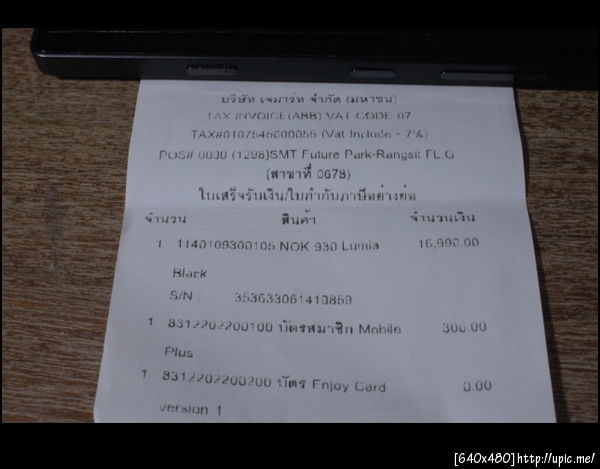 บริษัท เจมาร์ท จำกัด (มหาชน)
TAX INVOICE(ABB) VAT CODE 07
TAX#0107545000055 (Vat Include - 7%)
POS# 0000 (1298)SMT Future Park-Rangsit FL.G
(สาขาที่ 0678)
ใบเสร็จรับเงิน/ใบกำกับภาษีอย่างย่อ
จำนวน สินค้า จำนวนเงิน
1 1140109300105 NOK 930 Lumia 16,990.00
Black
S/N : 353633061410859
1 8312202200100 บัตรสมาชิก Mobile 300.00
Plus
1 8312202200200 บัตร Enjoy Card 0.00
version 1
[640x480]http://upic.me/